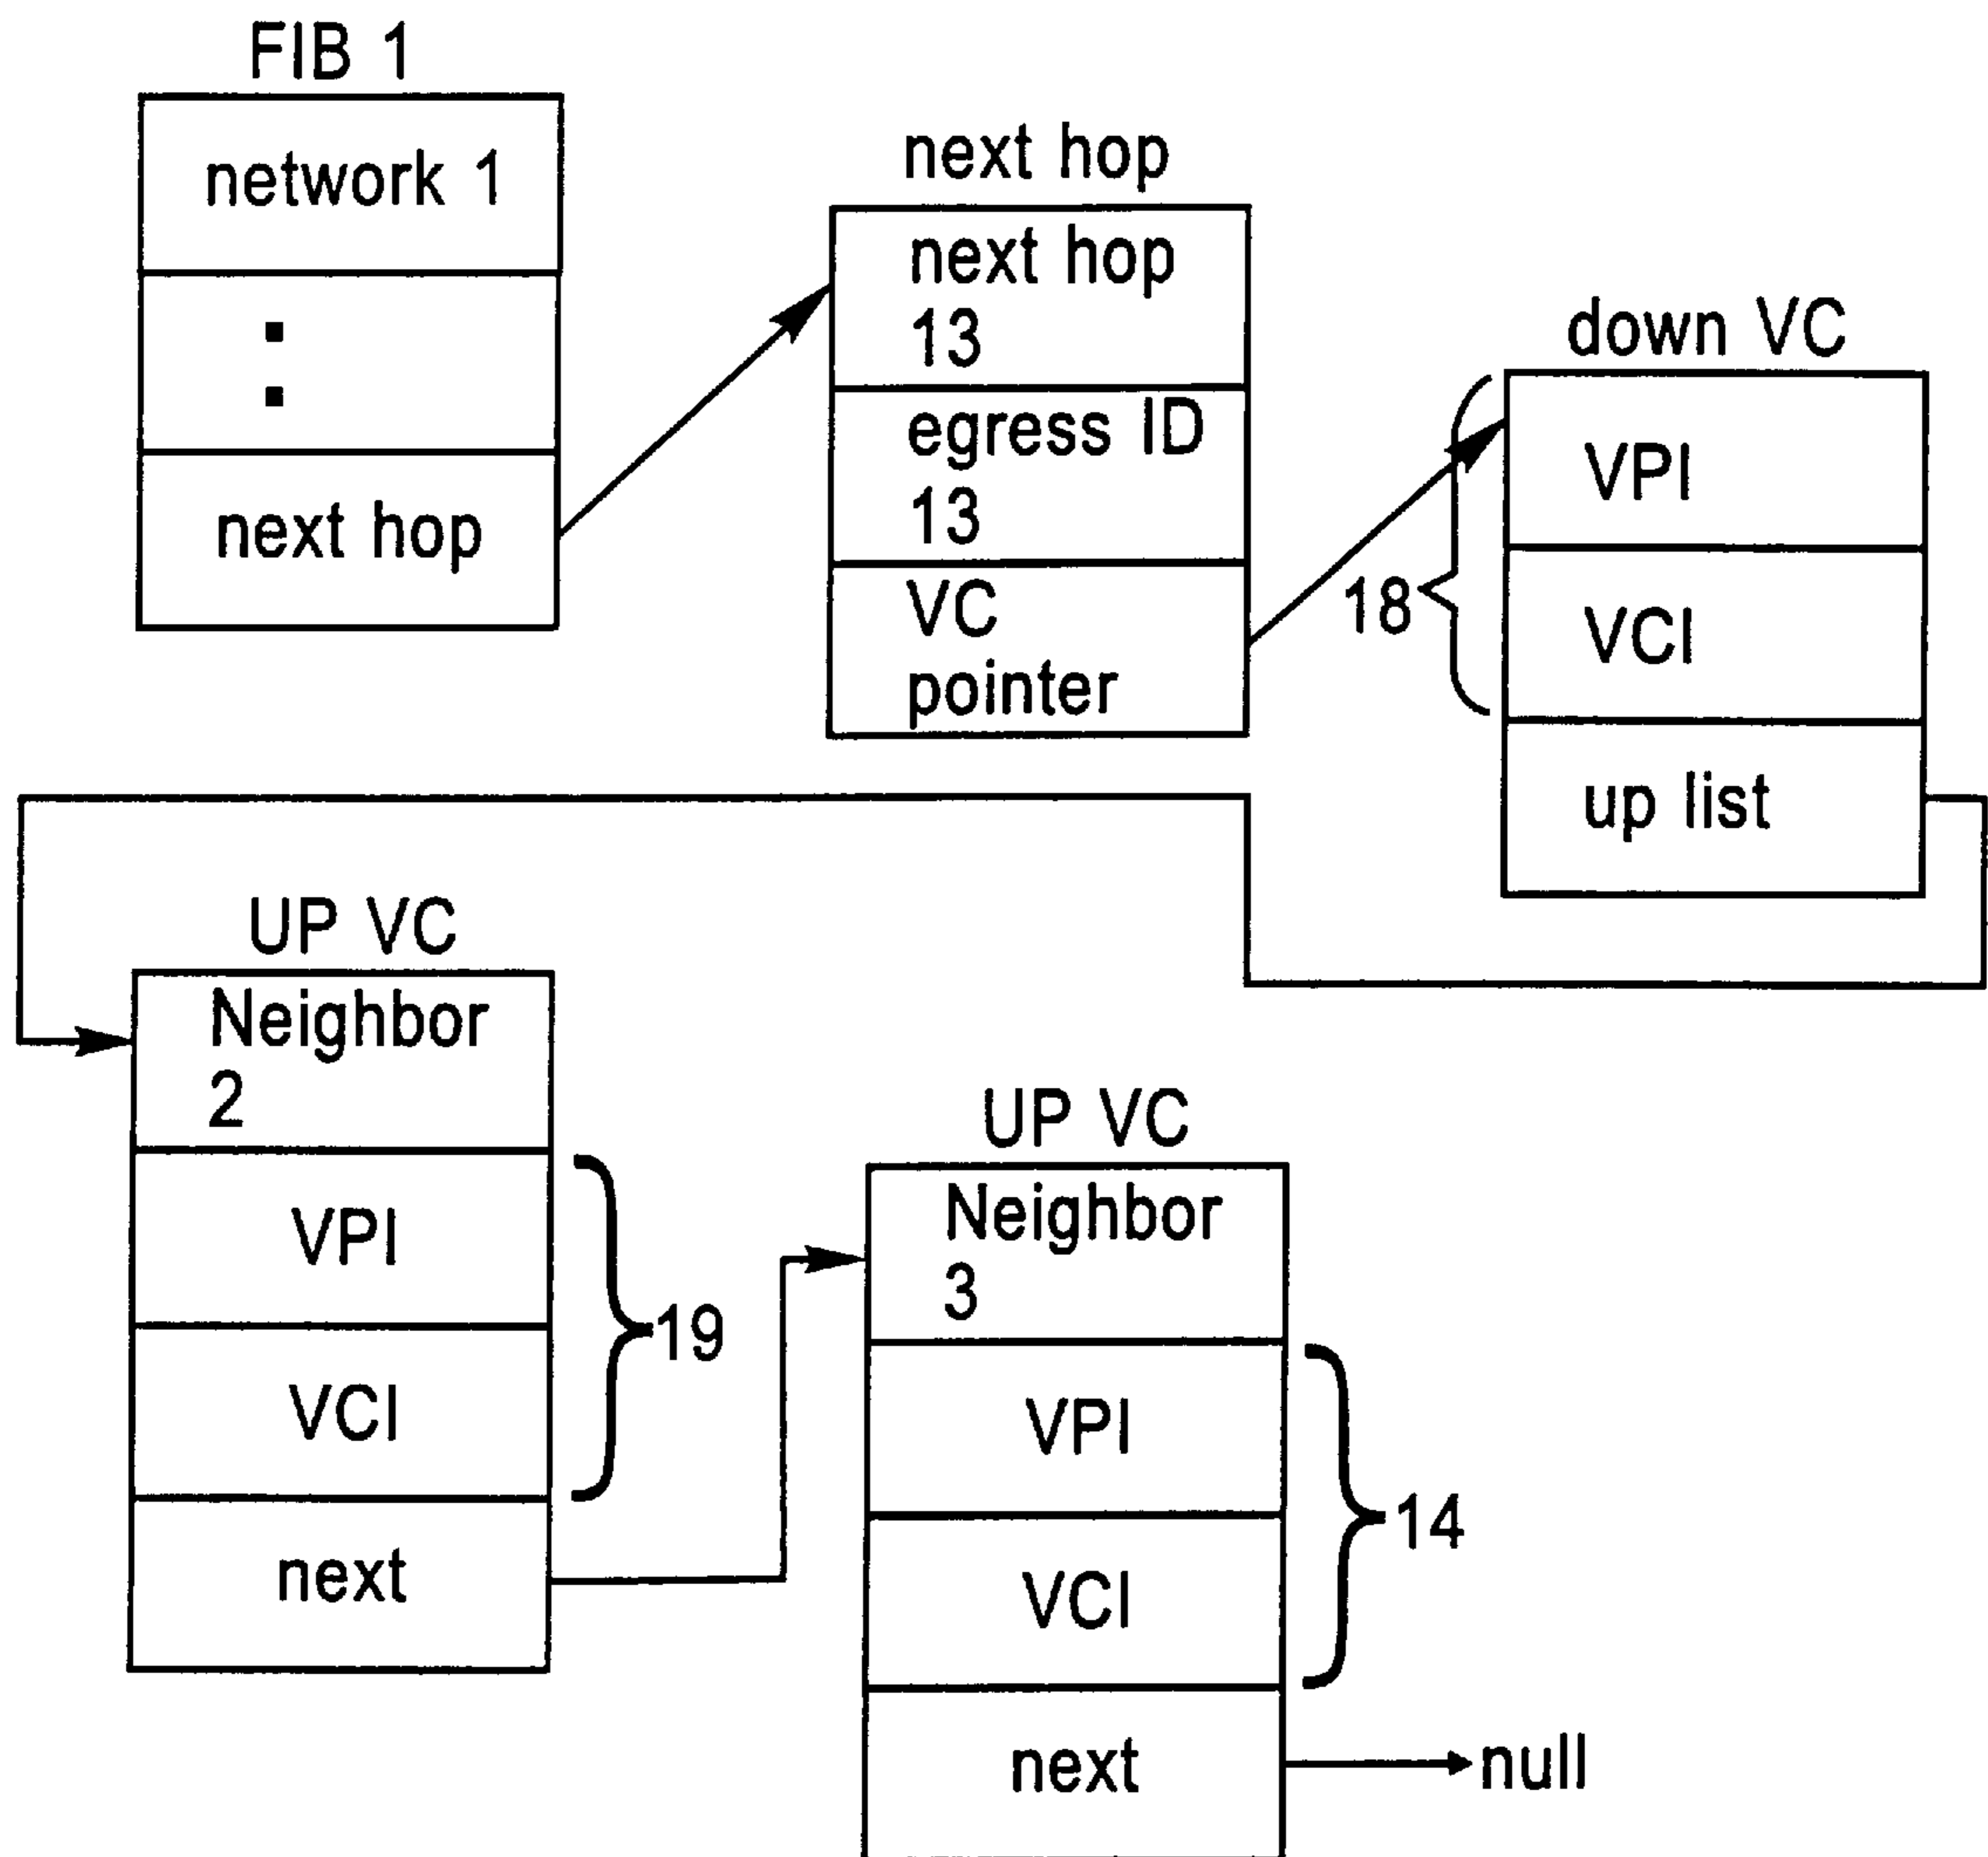 FIB 1
network 1
:
next hop
next hop
next hop
13
egress ID
13
VC
pointer
down VC
VPI
VCI
up list
18
UP VC
Neighbor
2
VPI
VCI
next
19
UP VC
Neighbor
3
VPI
VCI
next
14
null